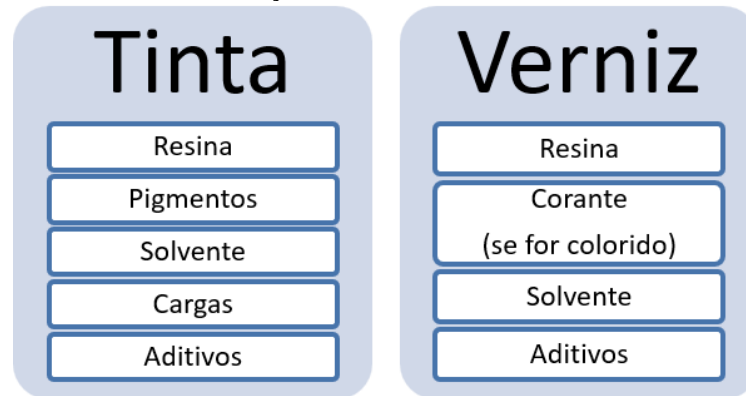 Tinta
Resina
Pigmentos
Solvente
Cargas
Aditivos
Verniz
Resina
Corante
(se for colorido)
Solvente
Aditivos